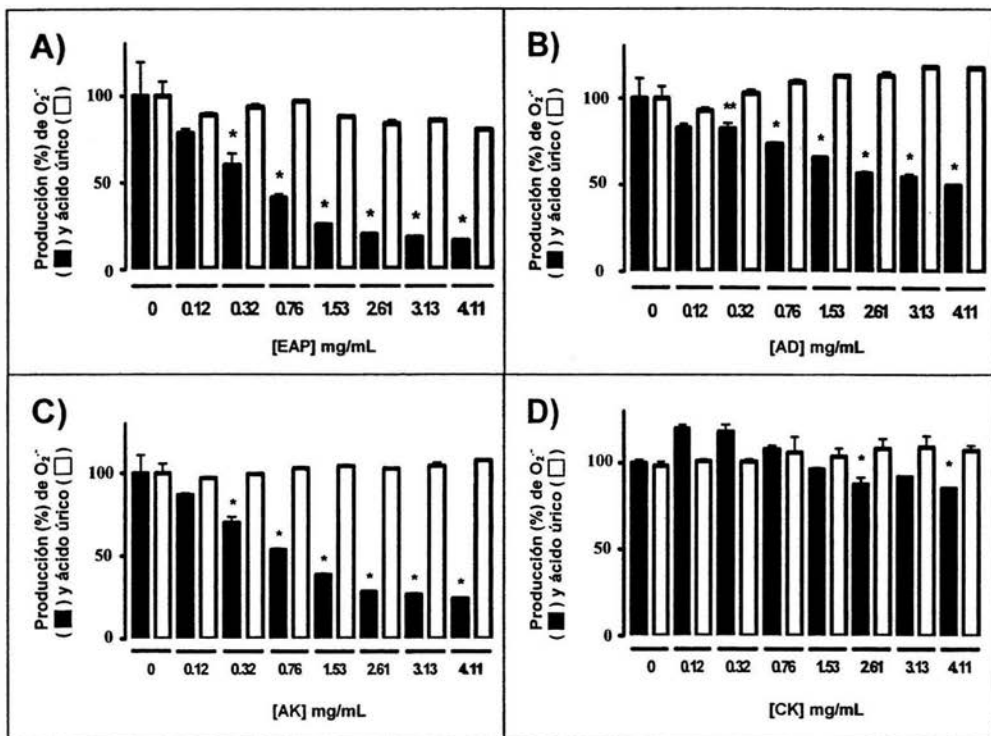 A)
Producción (%) de O₂·⁻
(■) y ácido úrico (□)
100
50
0
*
*
*
*
*
*
0 0.12 0.32 0.76 1.53 2.61 3.13 4.11
[EAP] mg/mL
B)
Producción (%) de O₂·⁻
(■) y ácido úrico (□)
100
50
0
**
*
*
*
*
*
0 0.12 0.32 0.76 1.53 2.61 3.13 4.11
[AD] mg/mL
C)
Producción (%) de O₂·⁻
(■) y ácido úrico (□)
100
50
0
*
*
*
*
*
*
0 0.12 0.32 0.76 1.53 2.61 3.13 4.11
[AK] mg/mL
D)
Producción (%) de O₂·⁻
(■) y ácido úrico (□)
100
50
0
*
*
0 0.12 0.32 0.76 1.53 2.61 3.13 4.11
[CK] mg/mL